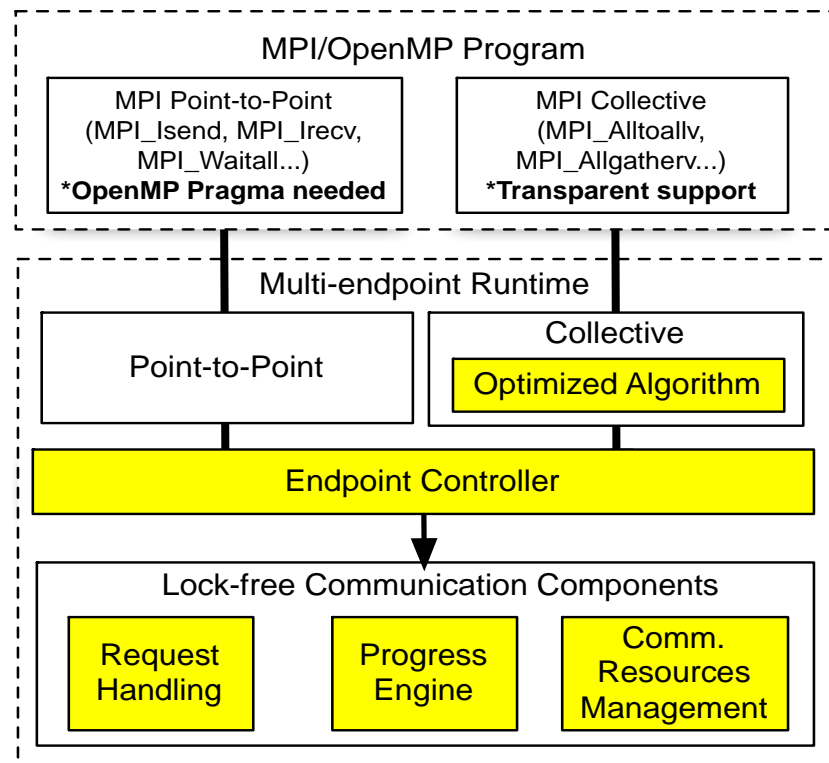 MPI/OpenMP Program
MPI Point-to-Point
(MPI_Isend, MPI_Irecv,
MPI_Waitall...)
*OpenMP Pragma needed
MPI Collective
(MPI_Alltoallv,
MPI_Allgatherv...)
*Transparent support
Multi-endpoint Runtime
Point-to-Point
Collective
Optimized Algorithm
Endpoint Controller
Lock-free Communication Components
Request
Handling
Progress
Engine
Comm.
Resources
Management